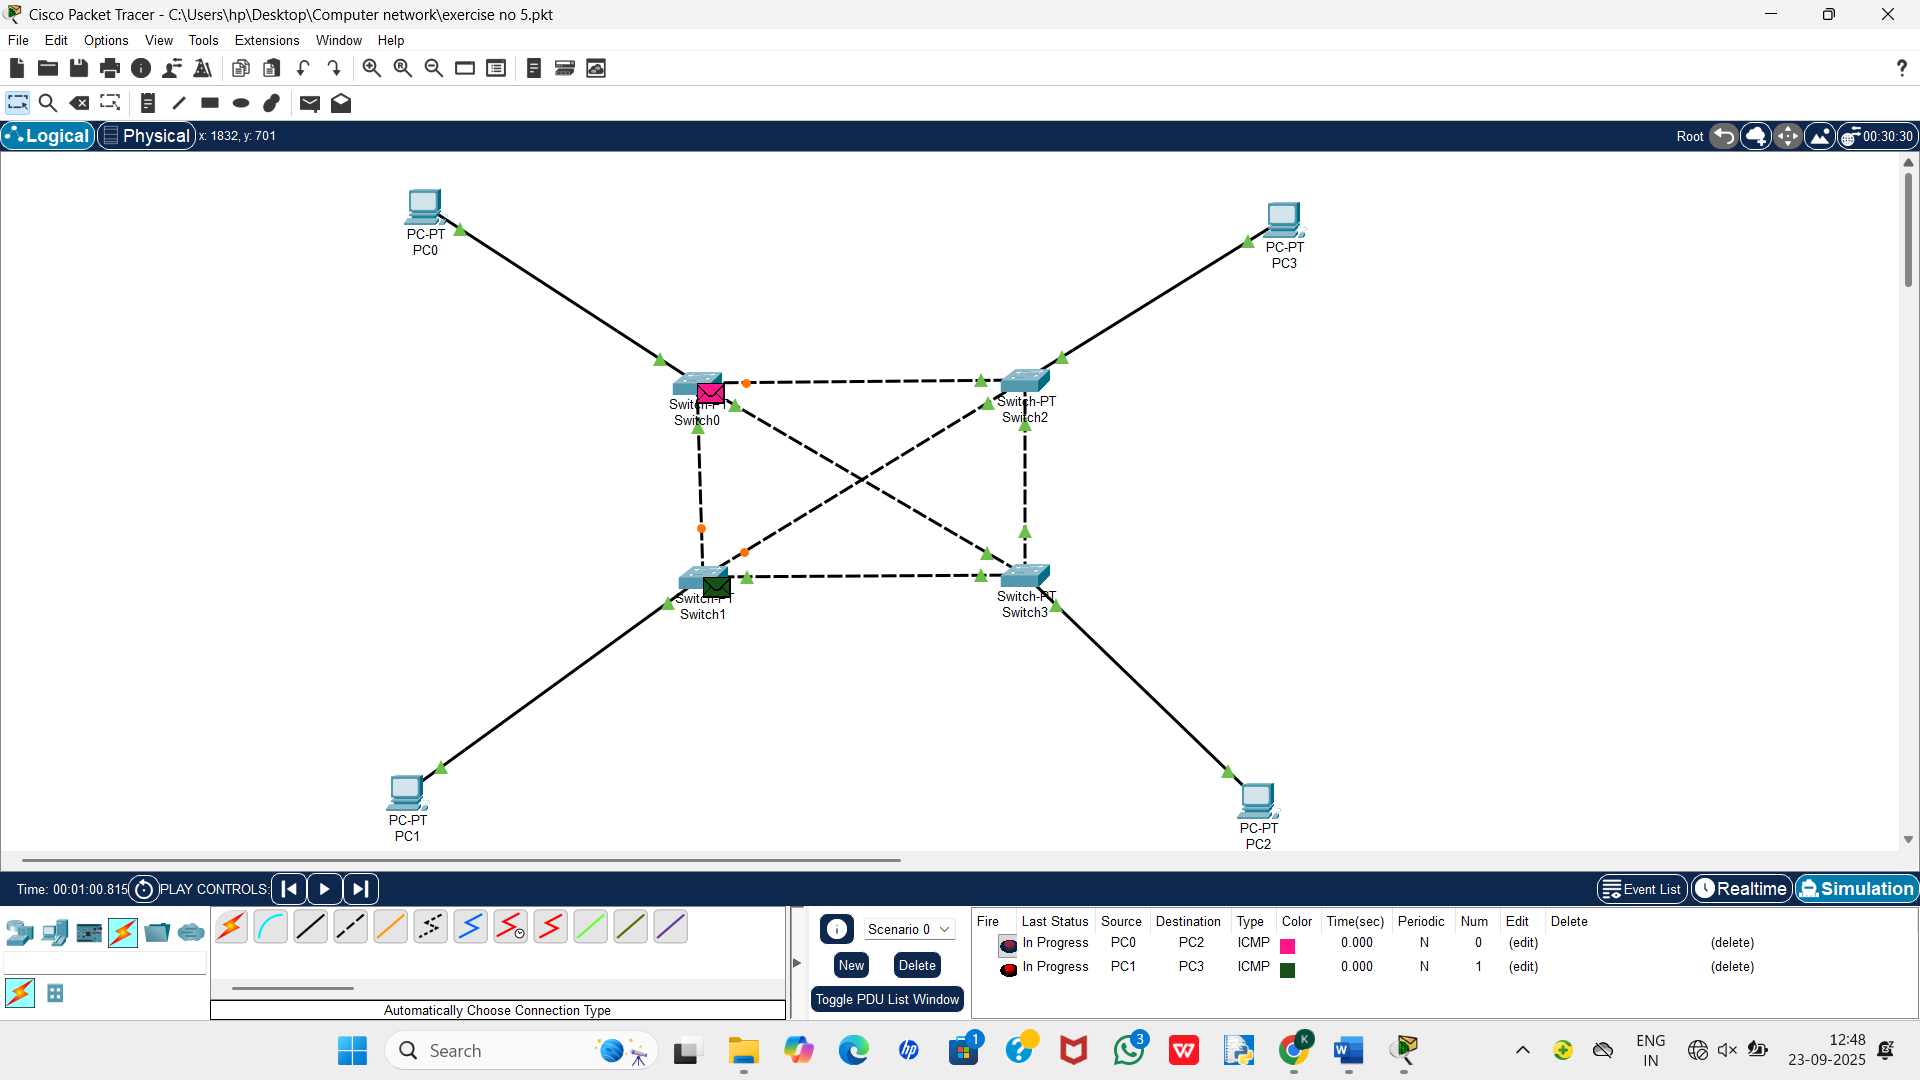 Cisco Packet Tracer - C:\Users\hp\Desktop\Computer network\exercise no 5.pkt
File Edit Options View Tools Extensions Window Help
?
Logical Physical x: 1832, y: 701 Root 00:30:30
PC-PT
PC0
PC-PT
PC3
Switch-PT
Switch0
Switch-PT
Switch2
Switch-PT
Switch1
Switch-PT
Switch3
PC-PT
PC1
PC-PT
PC2
Time: 00:01:00.815 PLAY CONTROLS: Event List Realtime Simulation
Scenario 0
New Delete
Toggle PDU List Window
Fire Last Status Source Destination Type Color Time(sec) Periodic Num Edit Delete
In Progress PC0 PC2 ICMP 0.000 N 0 (edit) (delete)
In Progress PC1 PC3 ICMP 0.000 N 1 (edit) (delete)
Automatically Choose Connection Type
Search
hp
1
?
3
W
K
W
ENG
IN
12:48
23-09-2025